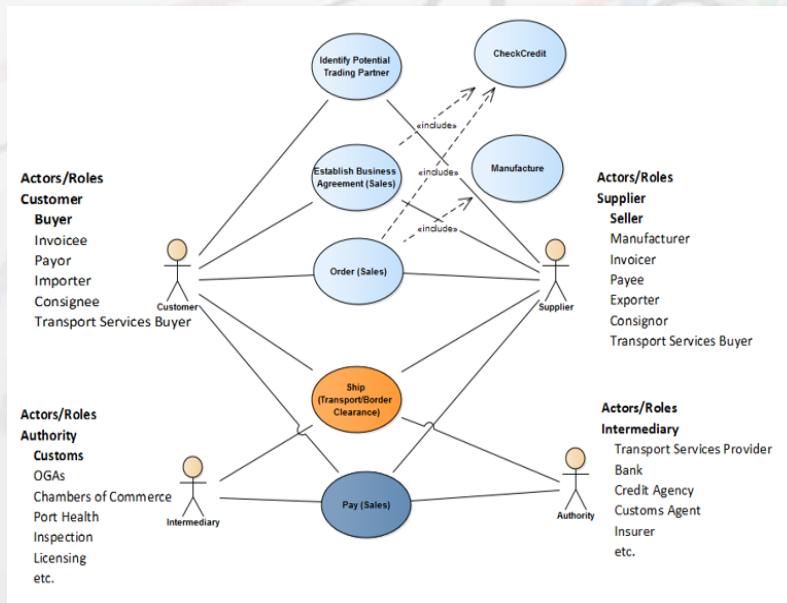 Identify Potential
Trading Partner
CheckCredit
«include»
Establish Business
Agreement (Sales)
«include»
Manufacture
«include»
Order (Sales)
Actors/Roles
Customer
Buyer
Invoicee
Payor
Importer
Consignee
Transport Services Buyer
Customer
Actors/Roles
Supplier
Seller
Manufacturer
Invoicer
Payee
Exporter
Consignor
Transport Services Buyer
Supplier
Ship
(Transport/Border
Clearance)
Actors/Roles
Authority
Customs
OGAs
Chambers of Commerce
Port Health
Inspection
Licensing
etc.
Intermediary
Pay (Sales)
Actors/Roles
Intermediary
Transport Services Provider
Bank
Credit Agency
Customs Agent
Insurer
etc.
Authority